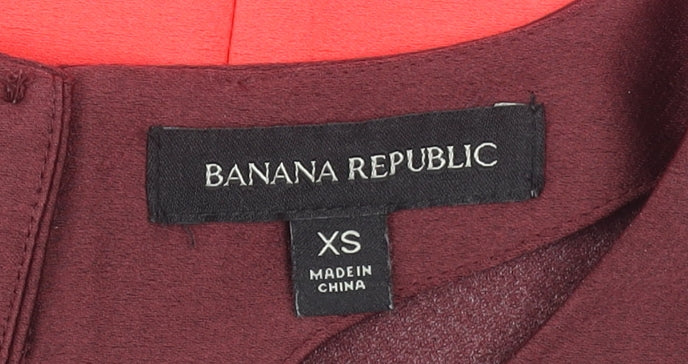 BANANA REPUBLIC
XS
MADE IN
CHINA